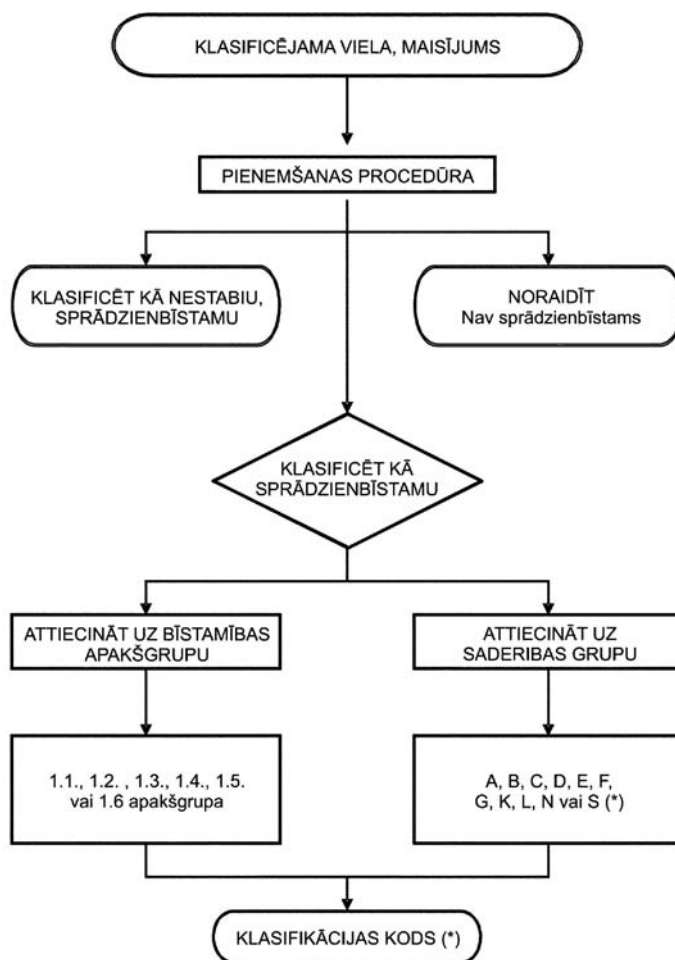 KLASIFICĒJAMA VIELA, MAISĪJUMS
PIENEMŠANAS PROCEDŪRA
KLASIFICĒT KĀ NESTABIU,
SPRĀDZIENBĪSTAMU
NORAIDĪT
Nav sprādzienbīstams
KLASIFICĒT KĀ
SPRĀDZIENBĪSTAMU
ATTIECINĀT UZ BĪSTAMĪBAS
APAKŠGRUPU
ATTIECINĀT UZ
SADERIBAS GRUPU
1.1., 1.2. , 1.3., 1.4., 1.5.
vai 1.6 apakšgrupa
A, B, C, D, E, F,
G, K, L, N vai S (*)
KLASIFIKĀCIJAS KODS (*)